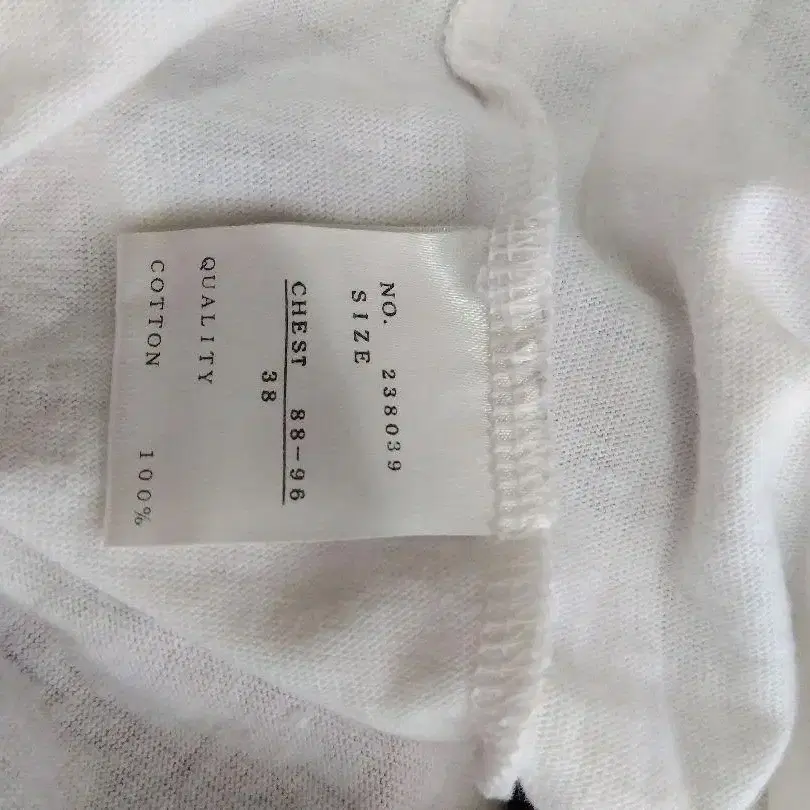 NO. 238039
SIZE
CHEST 88-96
38
QUALITY
COTTON 100%